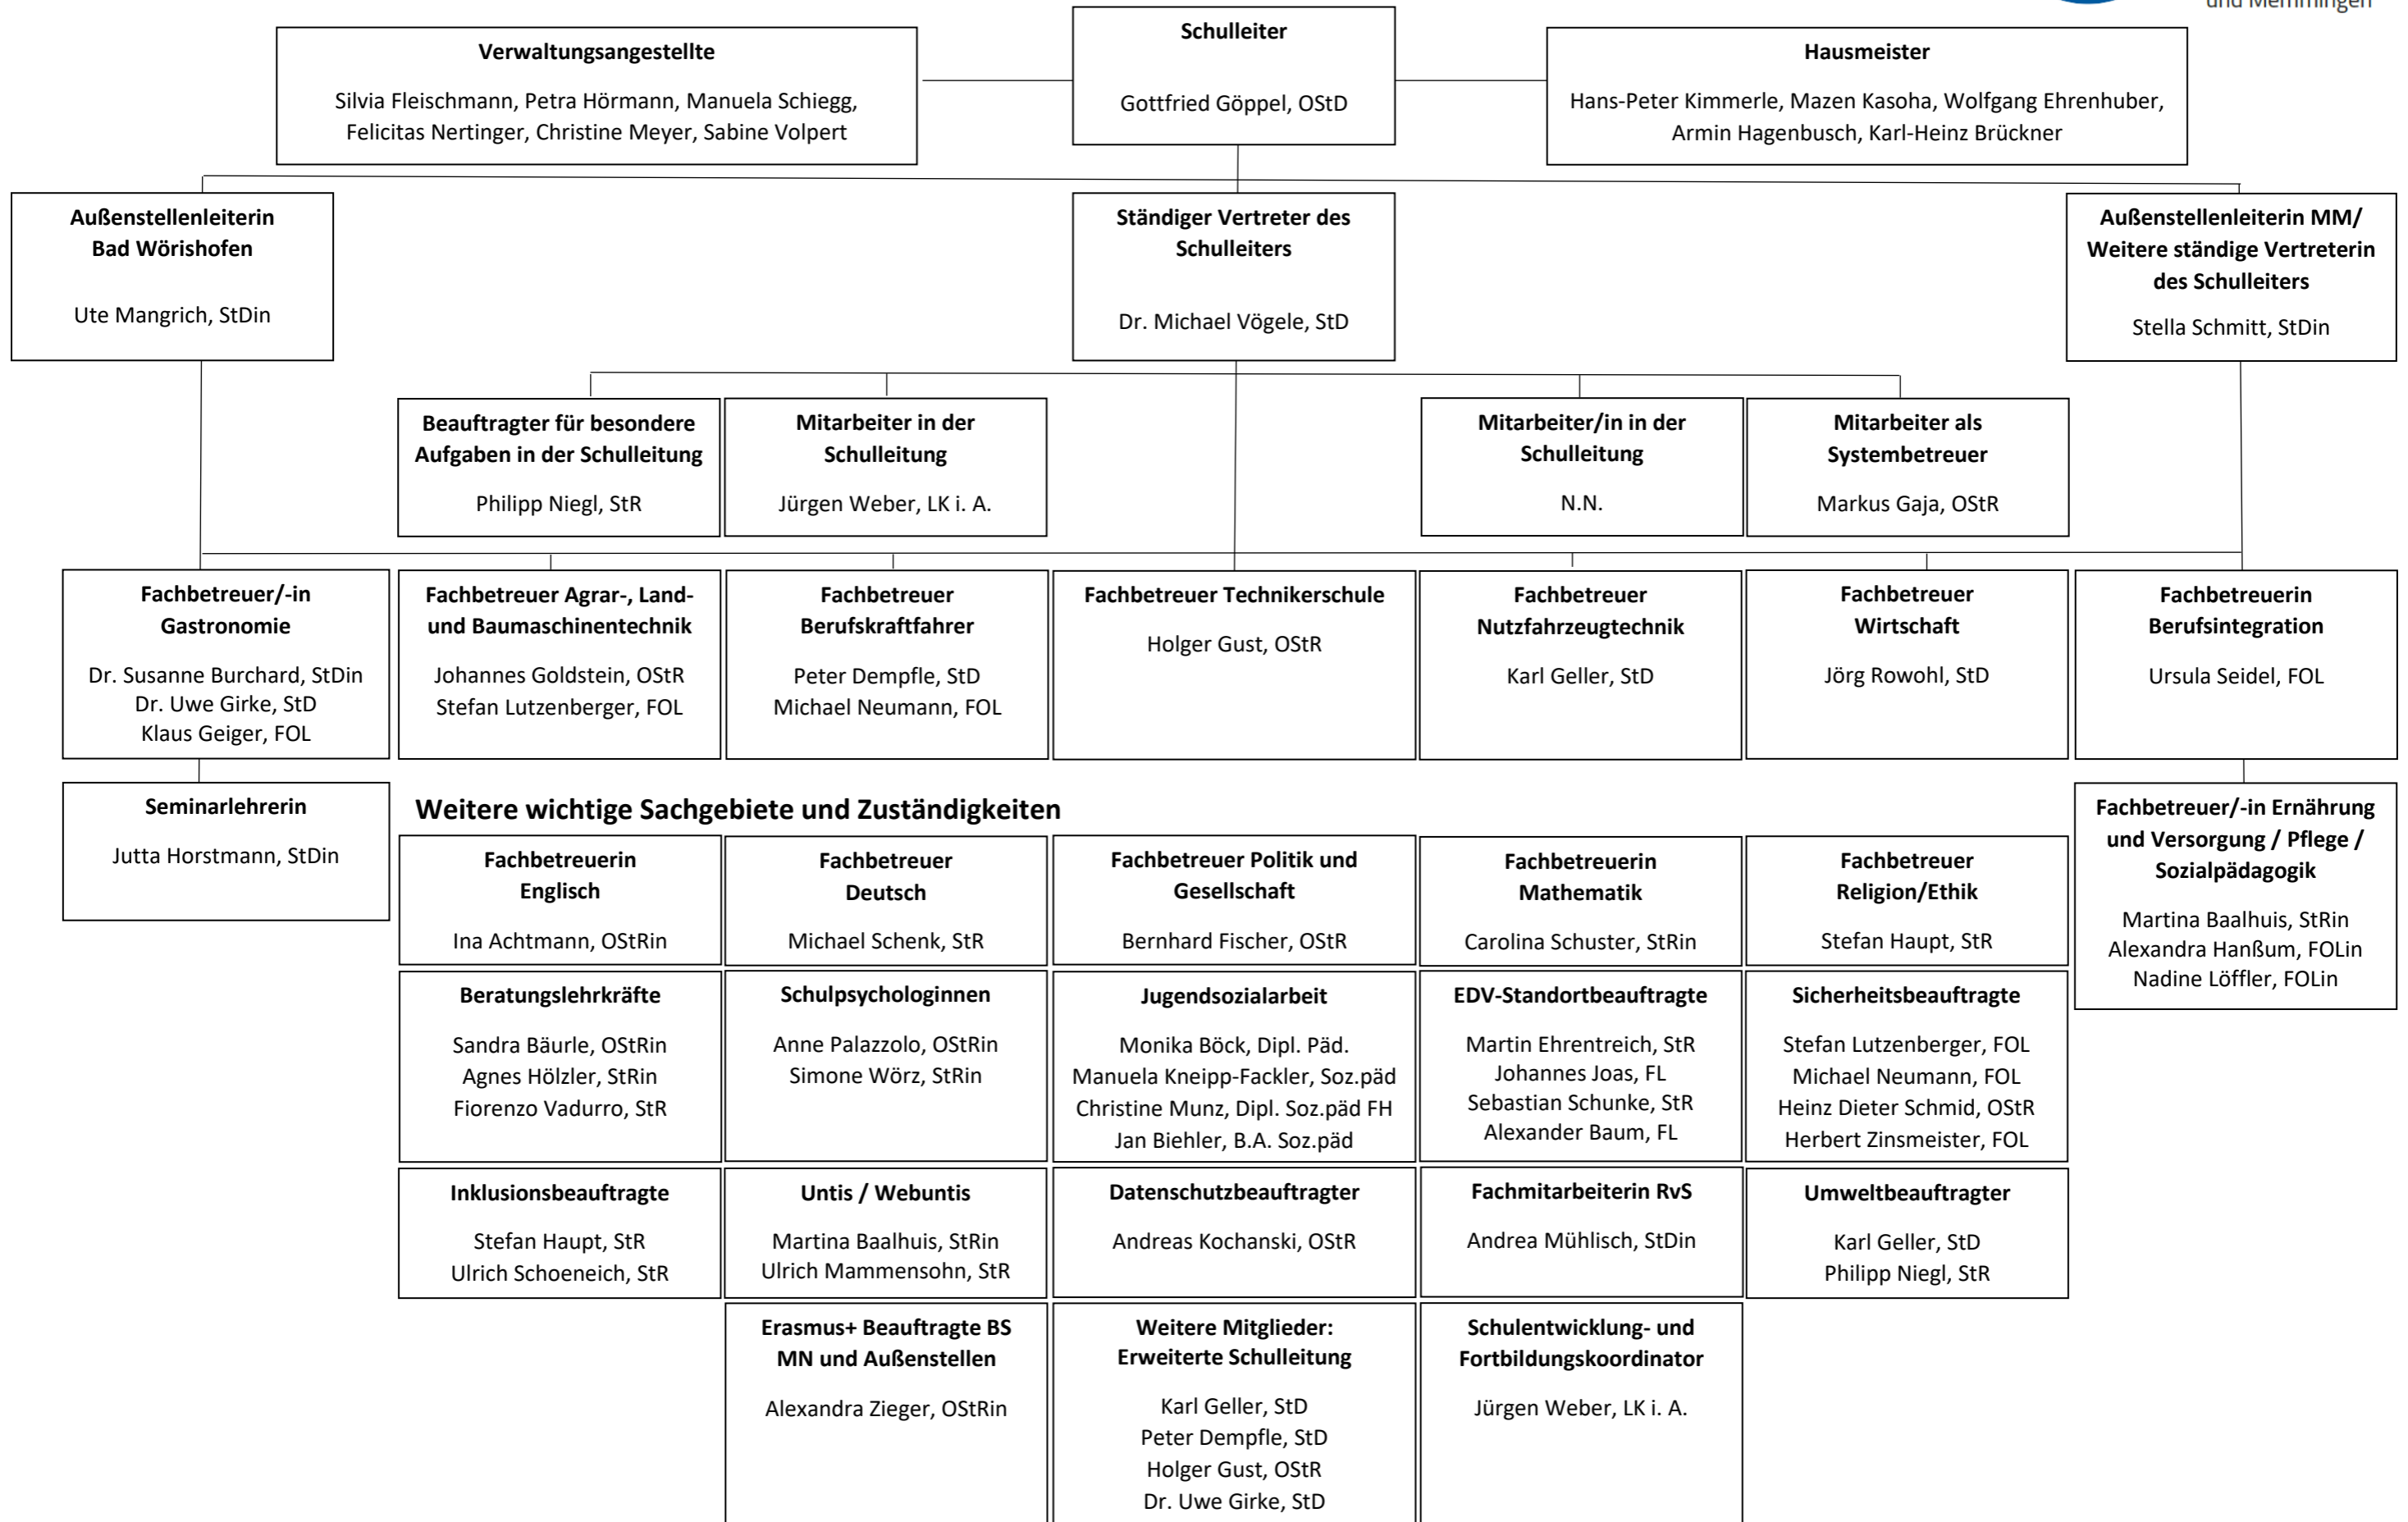 und Memmingen
Schulleiter
Gottfried Göppel, OStD
Verwaltungsangestellte
Silvia Fleischmann, Petra Hörmann, Manuela Schiegg,
Felicitas Nertinger, Christine Meyer, Sabine Volpert
Hausmeister
Hans-Peter Kimmerle, Mazen Kasoha, Wolfgang Ehrenhuber,
Armin Hagenbusch, Karl-Heinz Brückner
Außenstellenleiterin
Bad Wörishofen
Ute Mangrich, StDin
Ständiger Vertreter des
Schulleiters
Dr. Michael Vögele, StD
Außenstellenleiterin MM/
Weitere ständige Vertreterin
des Schulleiters
Stella Schmitt, StDin
Beauftragter für besondere
Aufgaben in der Schulleitung
Philipp Niegl, StR
Mitarbeiter in der
Schulleitung
Jürgen Weber, LK i. A.
Mitarbeiter/in in der
Schulleitung
N.N.
Mitarbeiter als
Systembetreuer
Markus Gaja, OStR
Fachbetreuer/-in
Gastronomie
Dr. Susanne Burchard, StDin
Dr. Uwe Girke, StD
Klaus Geiger, FOL
Fachbetreuer Agrar-, Land-
und Baumaschinentechnik
Johannes Goldstein, OStR
Stefan Lutzenberger, FOL
Fachbetreuer
Berufskraftfahrer
Peter Dempfle, StD
Michael Neumann, FOL
Fachbetreuer Technikerschule
Holger Gust, OStR
Fachbetreuer
Nutzfahrzeugtechnik
Karl Geller, StD
Fachbetreuer
Wirtschaft
Jörg Rowohl, StD
Fachbetreuerin
Berufsintegration
Ursula Seidel, FOL
Seminarlehrerin
Jutta Horstmann, StDin
Weitere wichtige Sachgebiete und Zuständigkeiten
Fachbetreuer/-in Ernährung
und Versorgung / Pflege /
Sozialpädagogik
Martina Baalhuis, StRin
Alexandra Hanßum, FOLin
Nadine Löffler, FOLin
Fachbetreuerin
Englisch
Ina Achtmann, OStRin
Fachbetreuer
Deutsch
Michael Schenk, StR
Fachbetreuer Politik und
Gesellschaft
Bernhard Fischer, OStR
Fachbetreuerin
Mathematik
Carolina Schuster, StRin
Fachbetreuer
Religion/Ethik
Stefan Haupt, StR
Beratungslehrkräfte
Sandra Bäurle, OStRin
Agnes Hölzler, StRin
Fiorenzo Vadurro, StR
Schulpsychologinnen
Anne Palazzolo, OStRin
Simone Wörz, StRin
Jugendsozialarbeit
Monika Böck, Dipl. Päd.
Manuela Kneipp-Fackler, Soz.päd
Christine Munz, Dipl. Soz.päd FH
Jan Biehler, B.A. Soz.päd
EDV-Standortbeauftragte
Martin Ehrentreich, StR
Johannes Joas, FL
Sebastian Schunke, StR
Alexander Baum, FL
Sicherheitsbeauftragte
Stefan Lutzenberger, FOL
Michael Neumann, FOL
Heinz Dieter Schmid, OStR
Herbert Zinsmeister, FOL
Inklusionsbeauftragte
Stefan Haupt, StR
Ulrich Schoeneich, StR
Untis / Webuntis
Martina Baalhuis, StRin
Ulrich Mammensohn, StR
Datenschutzbeauftragter
Andreas Kochanski, OStR
Fachmitarbeiterin RvS
Andrea Mühlisch, StDin
Umweltbeauftragter
Karl Geller, StD
Philipp Niegl, StR
Erasmus+ Beauftragte BS
MN und Außenstellen
Alexandra Zieger, OStRin
Weitere Mitglieder:
Erweiterte Schulleitung
Karl Geller, StD
Peter Dempfle, StD
Holger Gust, OStR
Dr. Uwe Girke, StD
Schulentwicklung- und
Fortbildungskoordinator
Jürgen Weber, LK i. A.